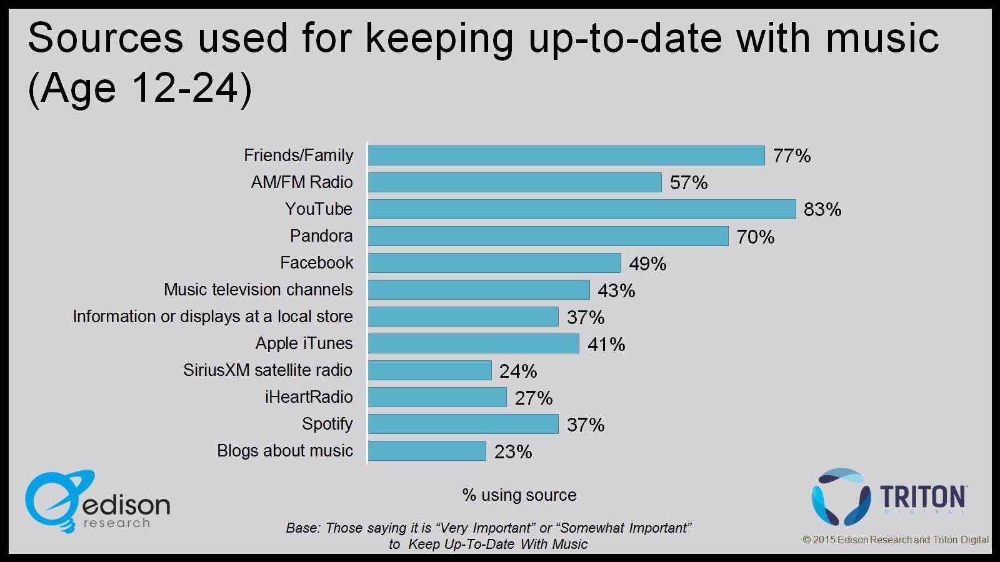 Sources used for keeping up-to-date with music
(Age 12-24)
Friends/Family 77%
AM/FM Radio 57%
YouTube 83%
Pandora 70%
Facebook 49%
Music television channels 43%
Information or displays at a local store 37%
Apple iTunes 41%
SiriusXM satellite radio 24%
iHeartRadio 27%
Spotify 37%
Blogs about music 23%
% using source
Base: Those saying it is “Very Important” or “Somewhat Important”
to Keep Up-To-Date With Music
edison
research
TRITON™
DIGITAL
© 2015 Edison Research and Triton Digital